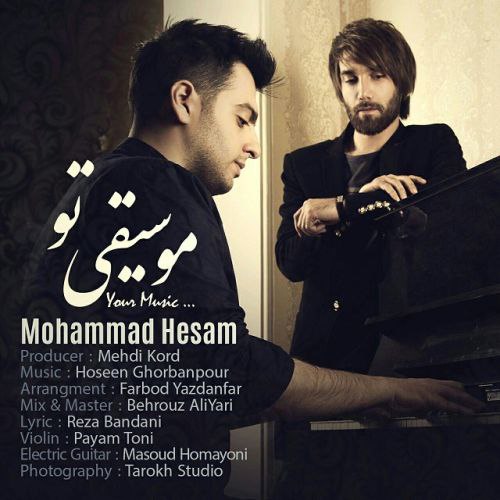 موسیقی تو
Your Music ...
Mohammad Hesam
Producer : Mehdi Kord
Music : Hoseen Ghorbanpour
Arrangment : Farbod Yazdanfar
Mix & Master : Behrouz AliYari
Lyric : Reza Bandani
Violin : Payam Toni
Electric Guitar : Masoud Homayoni
Photography : Tarokh Studio